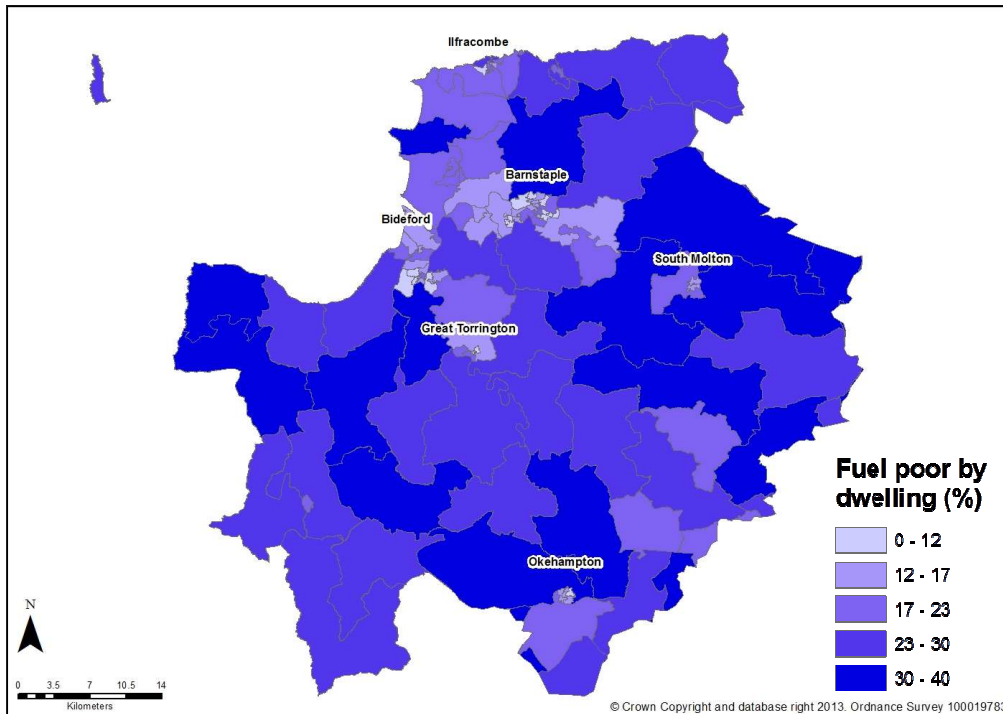 Ilfracombe
Barnstaple
Bideford
South Molton
Great Torrington
Okehampton
Fuel poor by
dwelling (%)
0 - 12
12 - 17
17 - 23
23 - 30
30 - 40
N
0 3.5 7 10.5 14
Kilometers
© Crown Copyright and database right 2013. Ordnance Survey 100019783